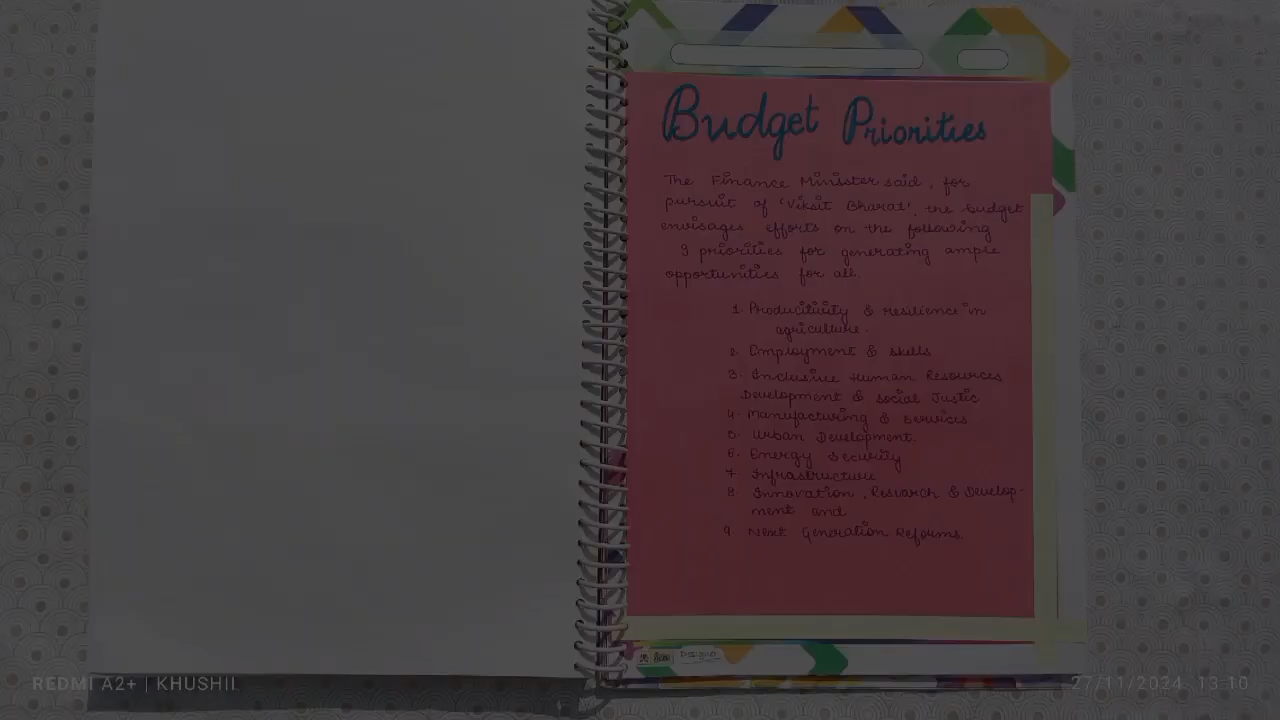 Budget Priorities
The Finance Minister said, for
pursuit of 'Viksit Bharat', the budget
envisages efforts on the following
9 priorities for generating ample
opportunities for all.
1. Productivity & resilience in
agriculture.
2. Employment & skills
3. Inclusive Human Resources
Development & social Justic
4. Manufacturing & services
5. Urban Development.
6. Energy security
7 Infrastructure
8. Innovation, Research & Develop-
ment and
9. Next Generation Reforms.
REDMI A2+ | KHUSHII
27/11/2024 13:10